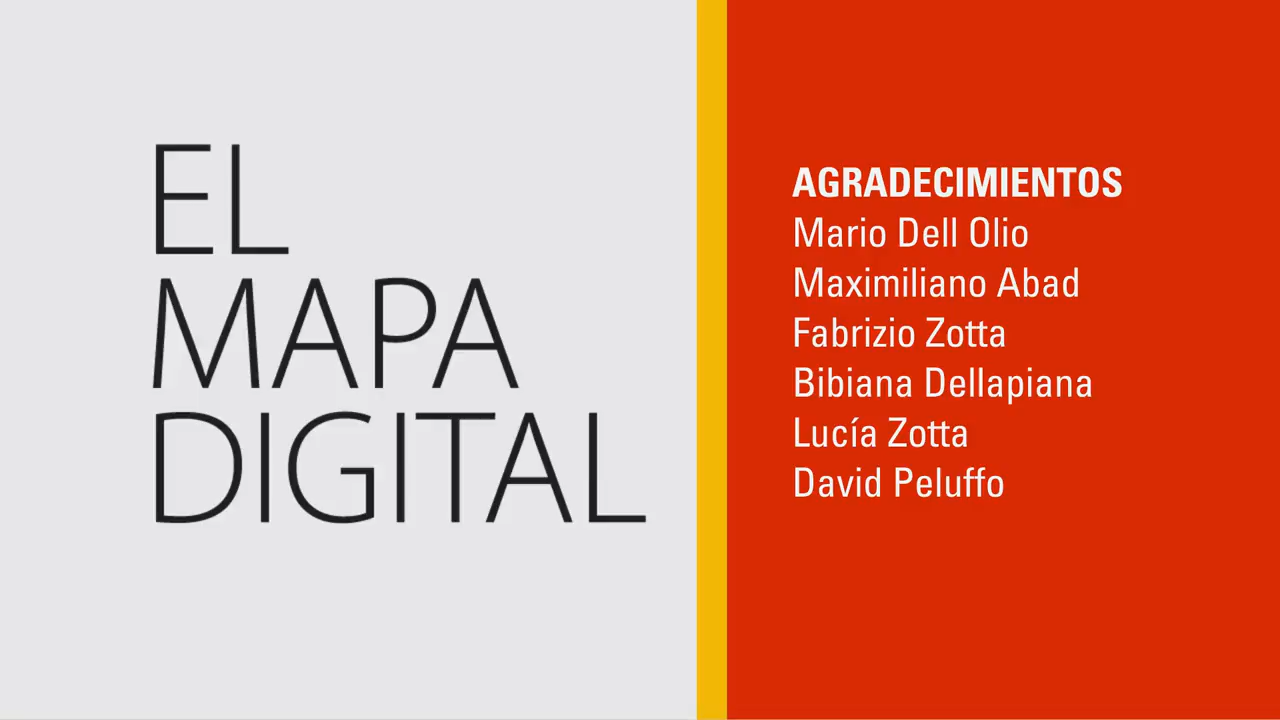 EL
MAPA
DIGITAL
AGRADECIMIENTOS
Mario Dell Olio
Maximiliano Abad
Fabrizio Zotta
Bibiana Dellapiana
Lucía Zotta
David Peluffo